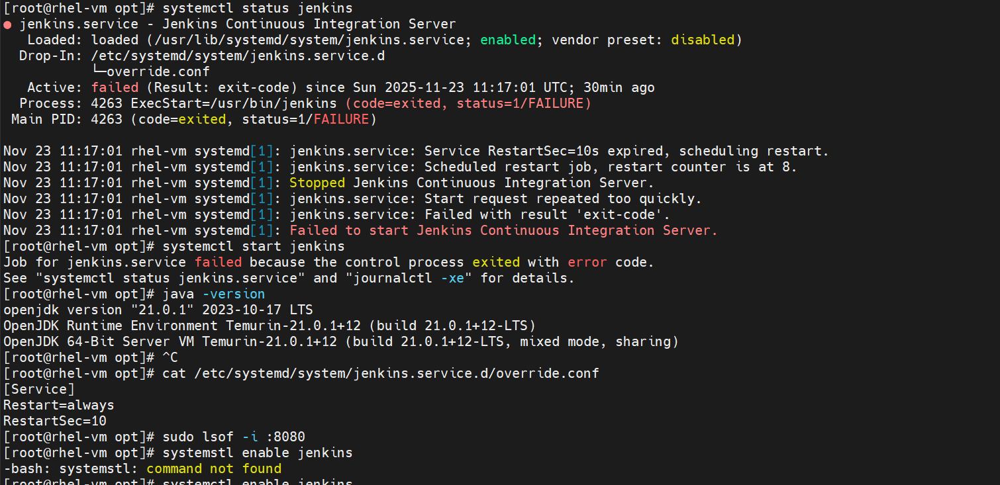 [root@rhel-vm opt]# systemctl status jenkins
● jenkins.service - Jenkins Continuous Integration Server
   Loaded: loaded (/usr/lib/systemd/system/jenkins.service; enabled; vendor preset: disabled)
  Drop-In: /etc/systemd/system/jenkins.service.d
           └─override.conf
   Active: failed (Result: exit-code) since Sun 2025-11-23 11:17:01 UTC; 30min ago
  Process: 4263 ExecStart=/usr/bin/jenkins (code=exited, status=1/FAILURE)
 Main PID: 4263 (code=exited, status=1/FAILURE)

Nov 23 11:17:01 rhel-vm systemd[1]: jenkins.service: Service RestartSec=10s expired, scheduling restart.
Nov 23 11:17:01 rhel-vm systemd[1]: jenkins.service: Scheduled restart job, restart counter is at 8.
Nov 23 11:17:01 rhel-vm systemd[1]: Stopped Jenkins Continuous Integration Server.
Nov 23 11:17:01 rhel-vm systemd[1]: jenkins.service: Start request repeated too quickly.
Nov 23 11:17:01 rhel-vm systemd[1]: jenkins.service: Failed with result 'exit-code'.
Nov 23 11:17:01 rhel-vm systemd[1]: Failed to start Jenkins Continuous Integration Server.
[root@rhel-vm opt]# systemctl start jenkins
Job for jenkins.service failed because the control process exited with error code.
See "systemctl status jenkins.service" and "journalctl -xe" for details.
[root@rhel-vm opt]# java -version
openjdk version "21.0.1" 2023-10-17 LTS
OpenJDK Runtime Environment Temurin-21.0.1+12 (build 21.0.1+12-LTS)
OpenJDK 64-Bit Server VM Temurin-21.0.1+12 (build 21.0.1+12-LTS, mixed mode, sharing)
[root@rhel-vm opt]# ^C
[root@rhel-vm opt]# cat /etc/systemd/system/jenkins.service.d/override.conf
[Service]
Restart=always
RestartSec=10
[root@rhel-vm opt]# sudo lsof -i :8080
[root@rhel-vm opt]# systemstl enable jenkins
-bash: systemstl: command not found
[root@rhel-vm opt]# systemctl enable jenkins